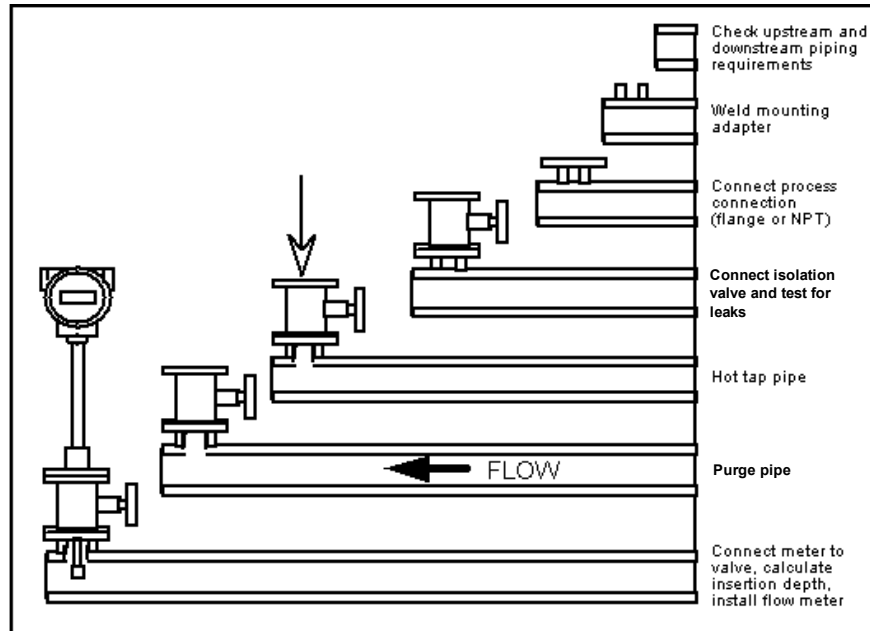 Check upstream and
downstream piping
requirements
Weld mounting
adapter
Connect process
connection
(flange or NPT)
Connect isolation
valve and test for
leaks
Hot tap pipe
FLOW
Purge pipe
Connect meter to
valve, calculate
insertion depth,
install flow meter